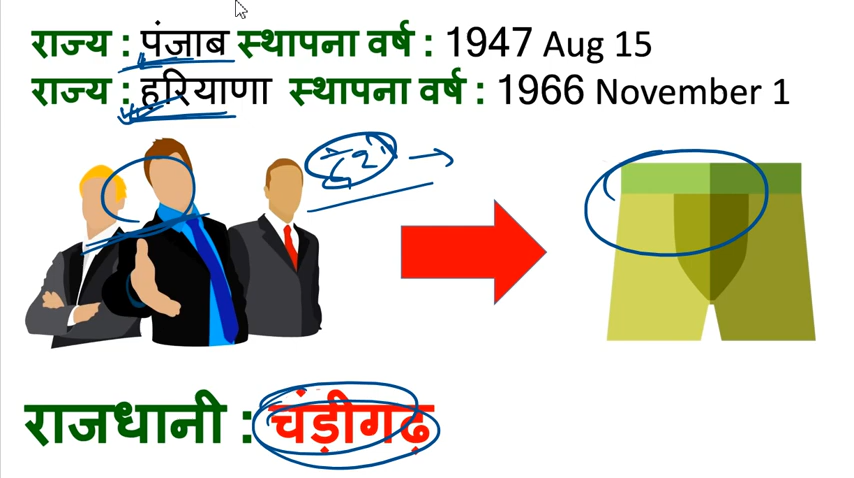 राज्य : पंजाब स्थापना वर्ष : 1947 Aug 15
राज्य : हरियाणा स्थापना वर्ष : 1966 November 1
राजधानी : चंड़ीगढ़